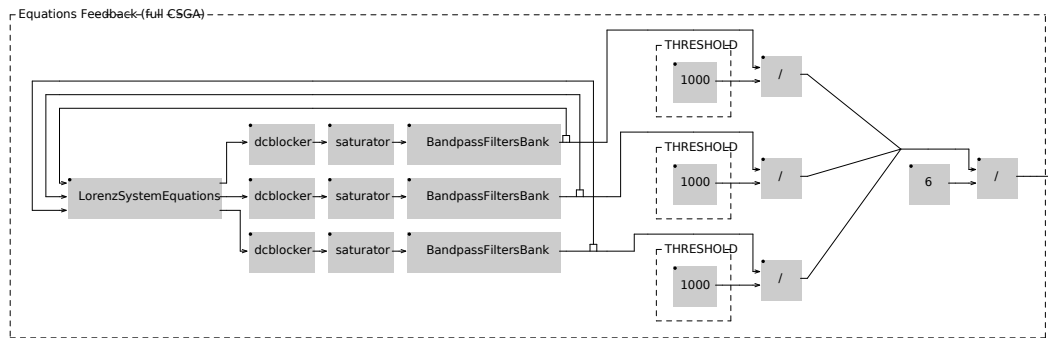 Equations Feedback (full CSGA)
THRESHOLD
1000
/
dcblocker
saturator
BandpassFiltersBank
THRESHOLD
1000
/
6
/
LorenzSystemEquations
dcblocker
saturator
BandpassFiltersBank
dcblocker
saturator
BandpassFiltersBank
THRESHOLD
1000
/